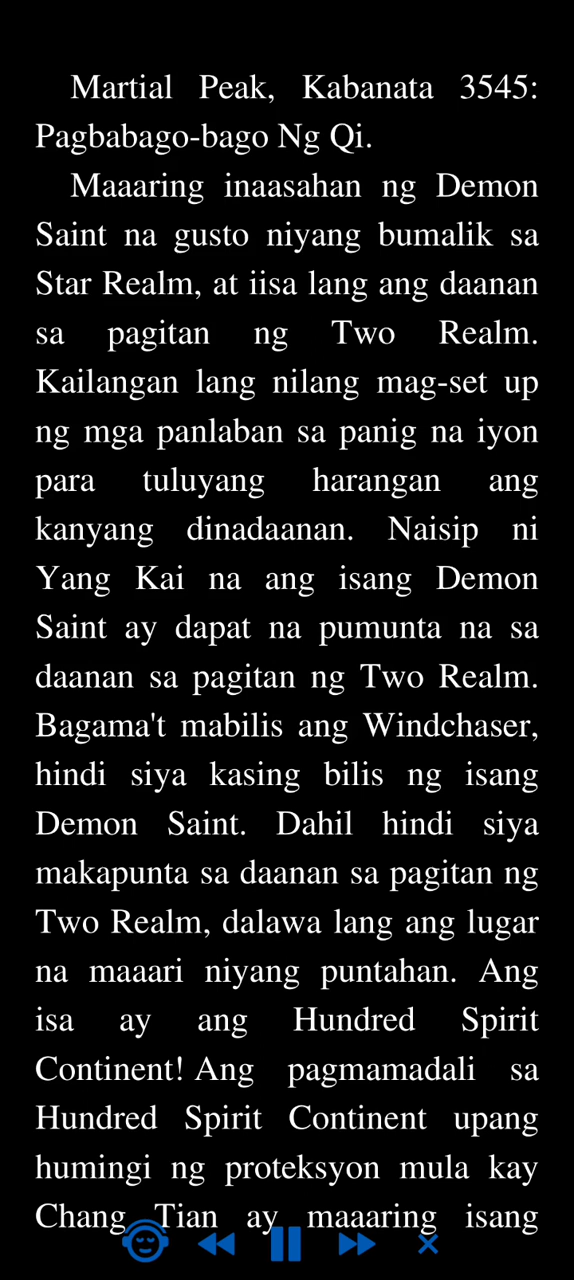 Martial Peak, Kabanata 3545:
Pagbabago-bago Ng Qi.
Maaaring inaasahan ng Demon
Saint na gusto niyang bumalik sa
Star Realm, at iisa lang ang daanan
sa pagitan ng Two Realm.
Kailangan lang nilang mag-set up
ng mga panlaban sa panig na iyon
para tuluyang harangan ang
kanyang dinadaanan. Naisip ni
Yang Kai na ang isang Demon
Saint ay dapat na pumunta na sa
daanan sa pagitan ng Two Realm.
Bagama't mabilis ang Windchaser,
hindi siya kasing bilis ng isang
Demon Saint. Dahil hindi siya
makapunta sa daanan sa pagitan ng
Two Realm, dalawa lang ang lugar
na maaari niyang puntahan. Ang
isa ay ang Hundred Spirit
Continent! Ang pagmamadali sa
Hundred Spirit Continent upang
humingi ng proteksyon mula kay
Chang Tian ay maaaring isang